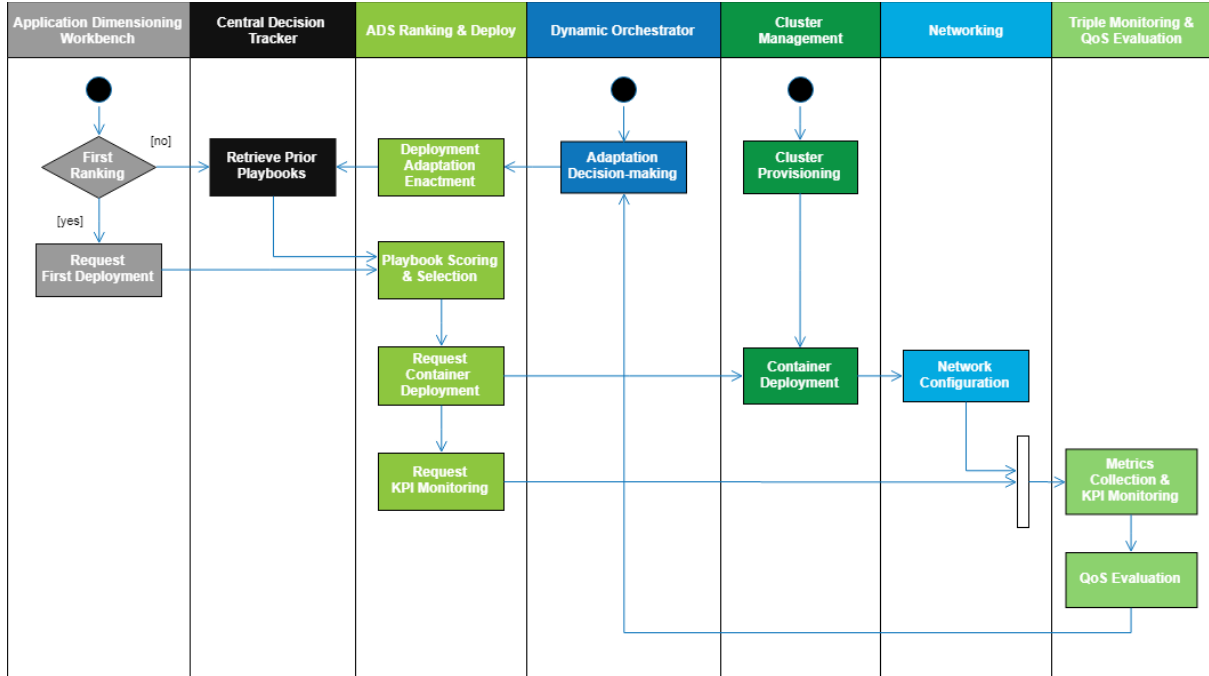 Application Dimensioning
Workbench
Central Decision
Tracker
ADS Ranking & Deploy
Dynamic Orchestrator
Cluster
Management
Networking
Triple Monitoring &
QoS Evaluation
First
Ranking
[no]
[yes]
Retrieve Prior
Playbooks
Deployment
Adaptation
Enactment
Adaptation
Decision-making
Cluster
Provisioning
Request
First Deployment
Playbook Scoring
& Selection
Request
Container
Deployment
Container
Deployment
Network
Configuration
Request
KPI Monitoring
Metrics
Collection &
KPI Monitoring
QoS Evaluation